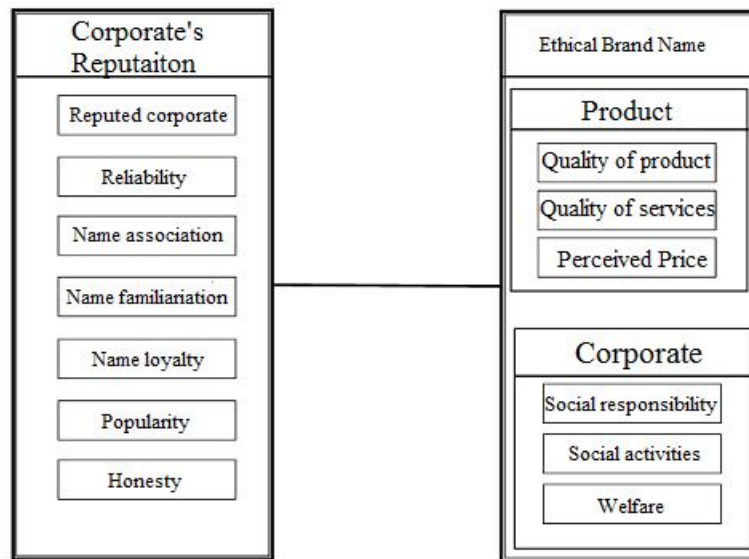 Corporate's
Reputaiton
Reputed corporate
Reliability
Name association
Name familiariation
Name loyalty
Popularity
Honesty
Ethical Brand Name
Product
Quality of product
Quality of services
Perceived Price
Corporate
Social responsibility
Social activities
Welfare